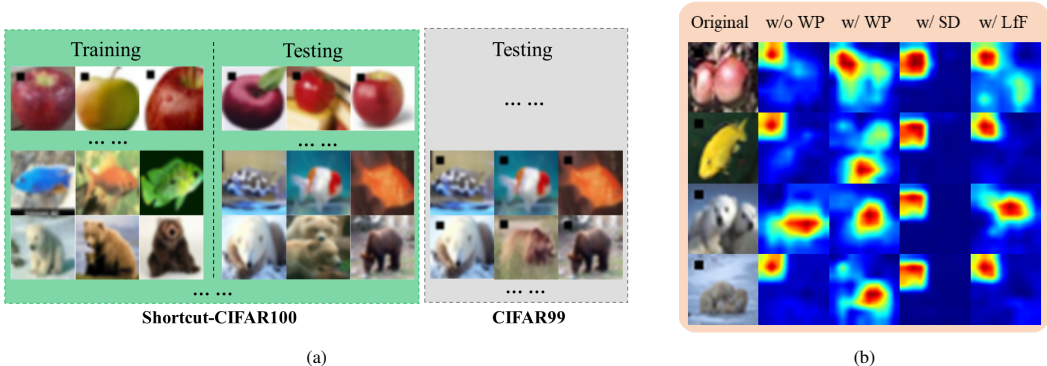 Training Testing Testing
... ...
... ... ... ...
... ... ... ...
Shortcut-CIFAR100 CIFAR99
(a)
Original w/o WP w/ WP w/ SD w/ LfF
(b)